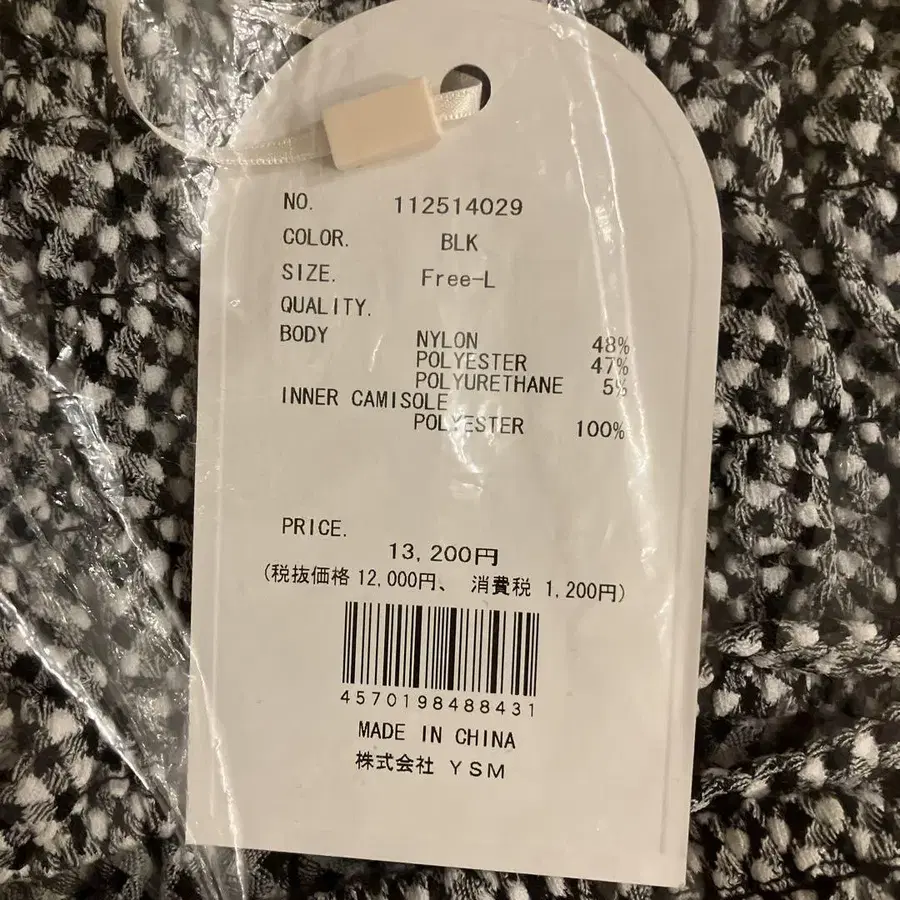 NO. 112514029
COLOR. BLK
SIZE. Free-L
QUALITY.
BODY NYLON 48%
POLYESTER 47%
POLYURETHANE 5%
INNER CAMISOLE
POLYESTER 100%
PRICE.
13,200円
(税抜価格 12,000円、 消費税 1,200円)
4570198488431
MADE IN CHINA
株式会社 YSM